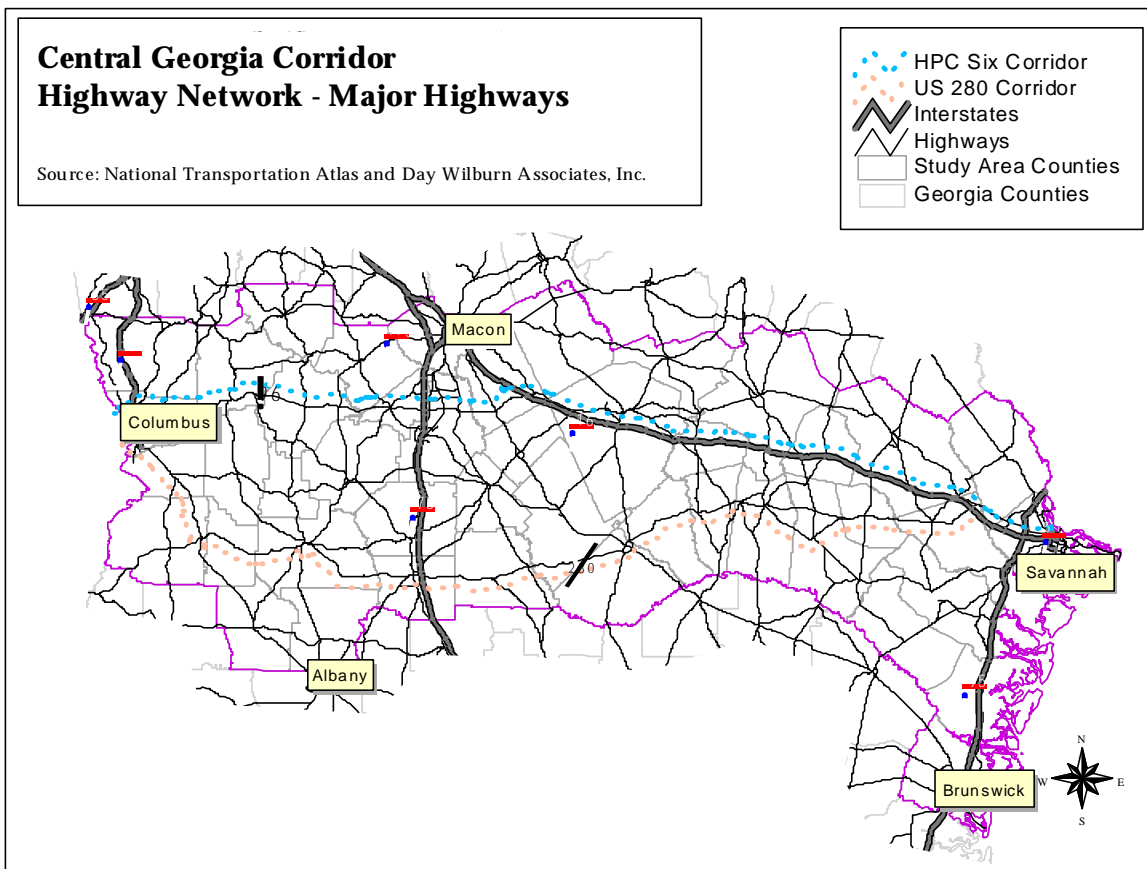 Central Georgia Corridor
Highway Network - Major Highways
Source: National Transportation Atlas and Day Wilburn Associates, Inc.
HPC Six Corridor
US 280 Corridor
Interstates
Highways
Study Area Counties
Georgia Counties
Macon
Columbus
Savannah
Albany
Brunswick
N
W
E
S